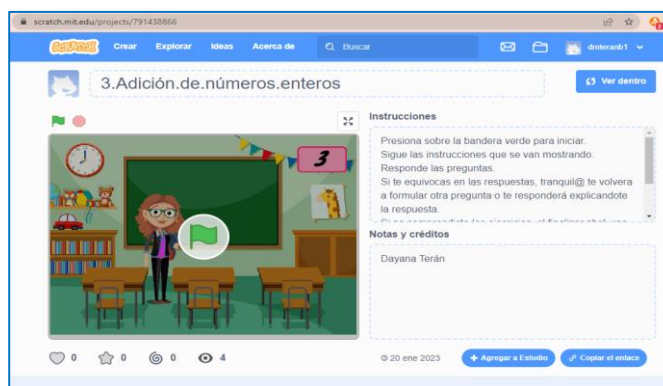 scratch.mit.edu/projects/791438866
SCRATCH Crear Explorar Ideas Acerca de Buscar dmteranb1
3.Adición.de.números.enteros
Ver dentro
Instrucciones
Presiona sobre la bandera verde para iniciar.
Sigue las instrucciones que se van mostrando.
Responde las preguntas.
Si te equivocas en las respuestas, tranquil@ te volvera
a formular otra pregunta o te responderá explicandote
la respuesta.
3
Notas y créditos
Dayana Terán
0 0 0 4
© 20 ene 2023
Agregar a Estudio
Copiar el enlace